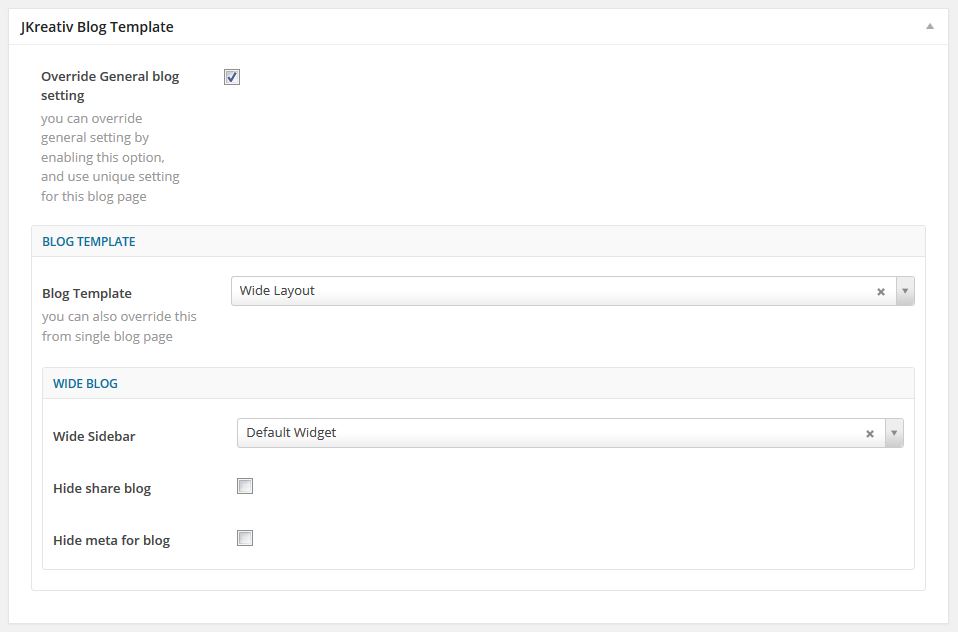 JKreativ Blog Template
Override General blog
setting
you can override
general setting by
enabling this option,
and use unique setting
for this blog page
BLOG TEMPLATE
Blog Template
Wide Layout
you can also override this
from single blog page
WIDE BLOG
Wide Sidebar
Default Widget
Hide share blog
Hide meta for blog